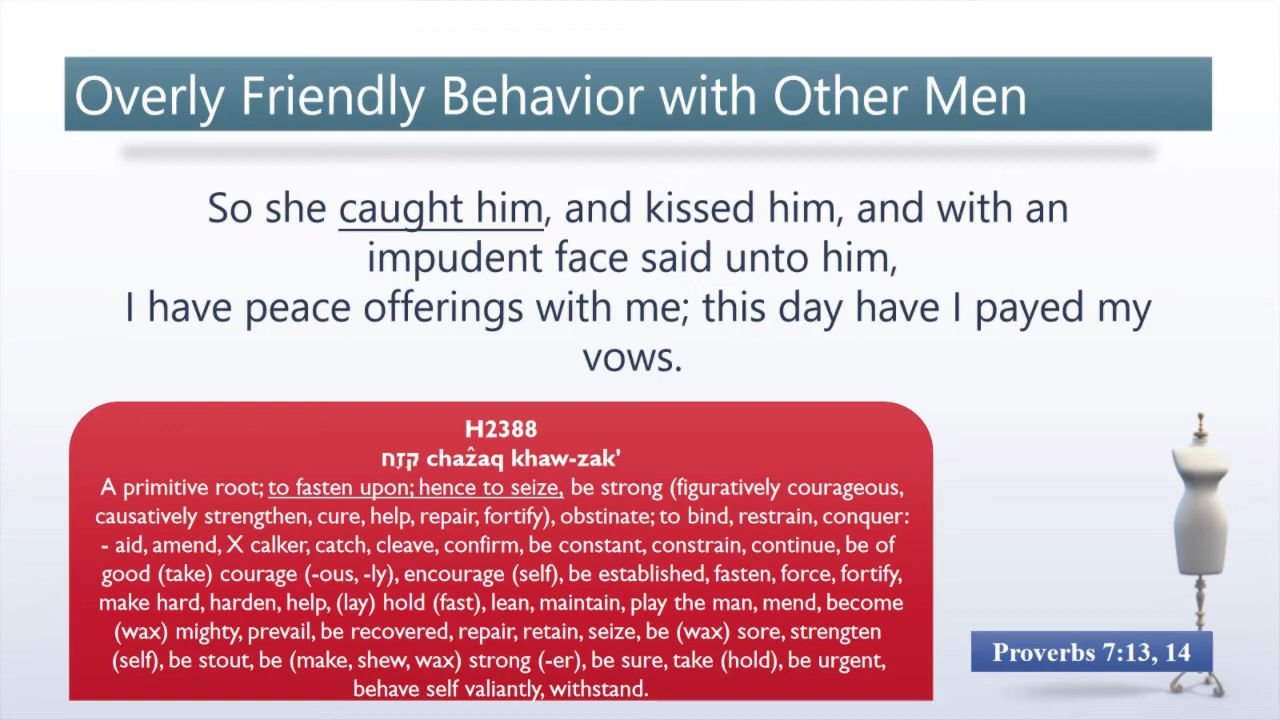 Overly Friendly Behavior with Other Men
So she caught him, and kissed him, and with an
impudent face said unto him,
I have peace offerings with me; this day have I payed my
vows.
H2388
חָזַק chaẑaq khaw-zak'
A primitive root; to fasten upon; hence to seize, be strong (figuratively courageous,
causatively strengthen, cure, help, repair, fortify), obstinate; to bind, restrain, conquer:
- aid, amend, X calker, catch, cleave, confirm, be constant, constrain, continue, be of
good (take) courage (-ous, -ly), encourage (self), be established, fasten, force, fortify,
make hard, harden, help, (lay) hold (fast), lean, maintain, play the man, mend, become
(wax) mighty, prevail, be recovered, repair, retain, seize, be (wax) sore, strengten
(self), be stout, be (make, shew, wax) strong (-er), be sure, take (hold), be urgent,
behave self valiantly, withstand.
Proverbs 7:13, 14